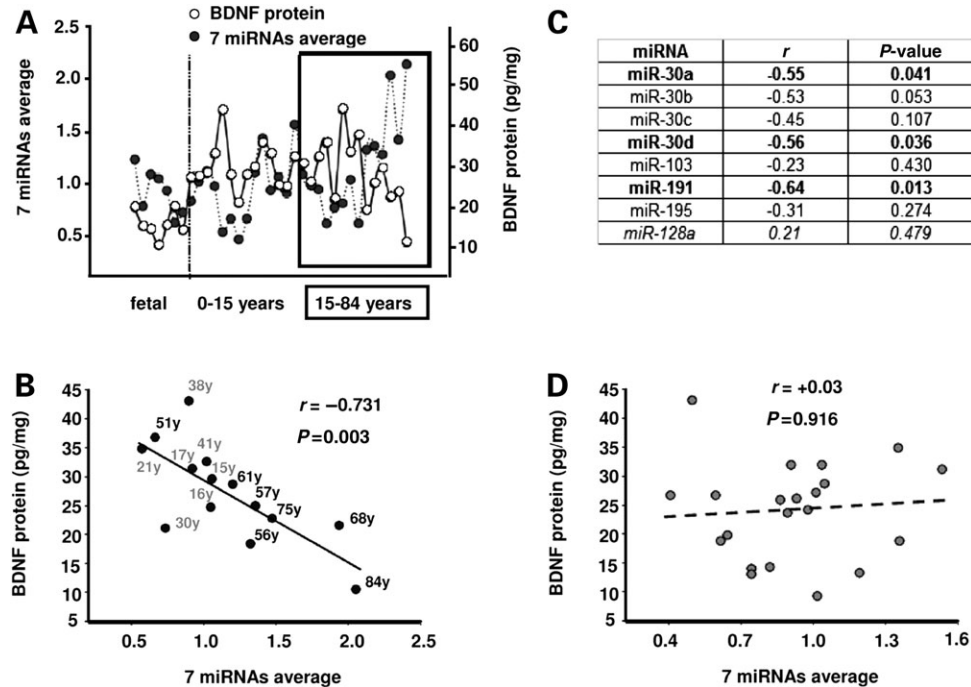 A
BDNF protein
7 miRNAs average
2.5
2.0
1.5
1.0
0.5
7 miRNAs average
60
50
40
30
20
10
BDNF protein (pg/mg)
fetal
0-15 years
15-84 years
C
miRNA r P-value
miR-30a -0.55 0.041
miR-30b -0.53 0.053
miR-30c -0.45 0.107
miR-30d -0.56 0.036
miR-103 -0.23 0.430
miR-191 -0.64 0.013
miR-195 -0.31 0.274
miR-128a 0.21 0.479
B
r = −0.731
P=0.003
45
40
35
30
25
20
15
10
5
BDNF protein (pg/mg)
38y
51y
21y
17y
41y
15y
61y
16y
57y
75y
30y
56y
68y
84y
0.5 1.0 1.5 2.0 2.5
7 miRNAs average
D
r = +0.03
P=0.916
45
40
35
30
25
20
15
10
5
BDNF protein (pg/mg)
0.4 0.7 1.0 1.3 1.6
7 miRNAs average